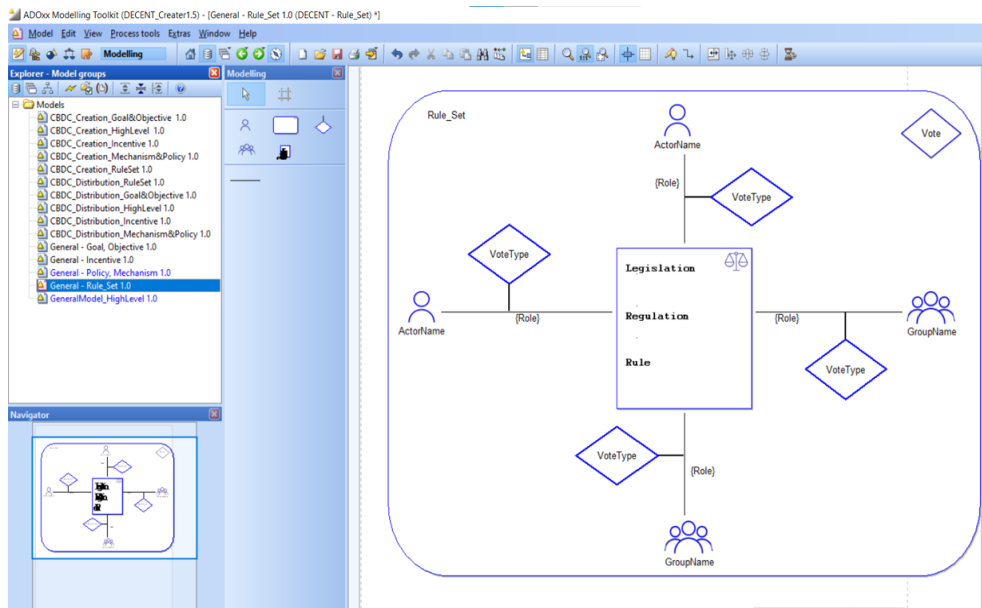 ADOxx Modelling Toolkit (DECENT_Creater1.5) - [General - Rule_Set 1.0 (DECENT - Rule_Set) *]
Model Edit View Process tools Extras Window Help
Modelling
Explorer - Model groups
Modelling
Models
CBDC_Creation_Goal&Objective 1.0
CBDC_Creation_HighLevel 1.0
CBDC_Creation_Incentive 1.0
CBDC_Creation_Mechanism&Policy 1.0
CBDC_Creation_RuleSet 1.0
CBDC_Distirbution_RuleSet 1.0
CBDC_Distribution_Goal&Objective 1.0
CBDC_Distribution_HighLevel 1.0
CBDC_Distribution_Incentive 1.0
CBDC_Distribution_Mechanism&Policy 1.0
General - Goal, Objective 1.0
General - Incentive 1.0
General - Policy, Mechanism 1.0
General - Rule_Set 1.0
GeneralModel_HighLevel 1.0
Navigator
Rule_Set
ActorName
Vote
{Role}
VoteType
VoteType
Legislation
ActorName
{Role}
Regulation
{Role}
GroupName
Rule
VoteType
VoteType
{Role}
GroupName